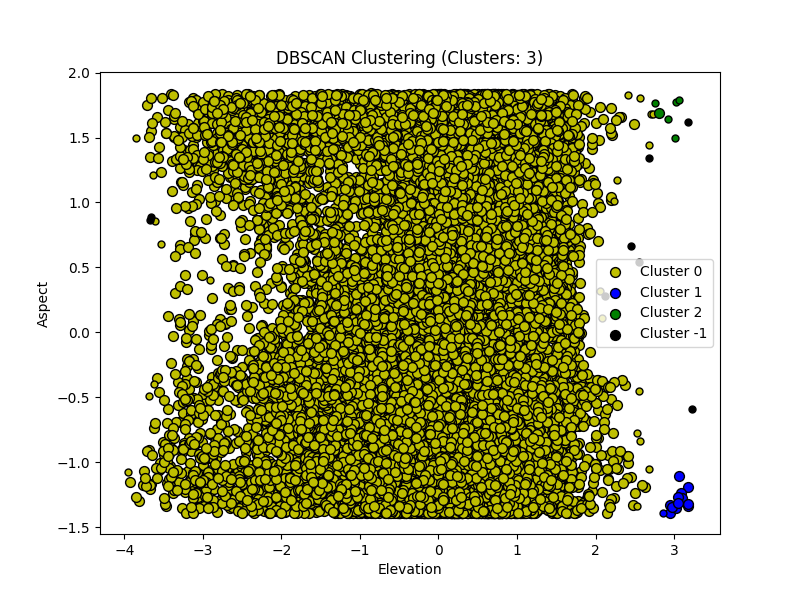 DBSCAN Clustering (Clusters: 3)
2.0
1.5
1.0
0.5
0.0
−0.5
−1.0
−1.5
Aspect
Cluster 0
Cluster 1
Cluster 2
Cluster -1
−4
−3
−2
−1
0
1
2
3
Elevation